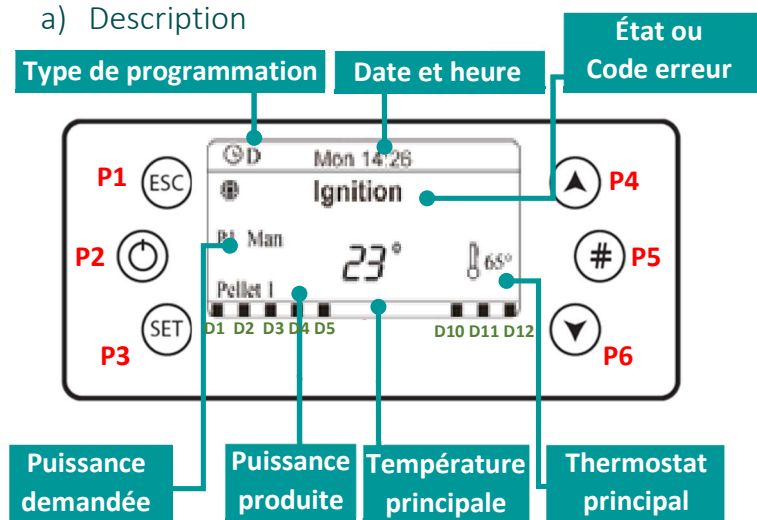 a) Description
État ou
Code erreur
Type de programmation
Date et heure
D Mon 14:26
P1 ESC
Ignition
P4
P2
P1 Man
23°
65°
# P5
Pellet 1
P3 SET
D1 D2 D3 D4 D5 D10 D11 D12
P6
Puissance
demandée
Puissance
produite
Température
principale
Thermostat
principal